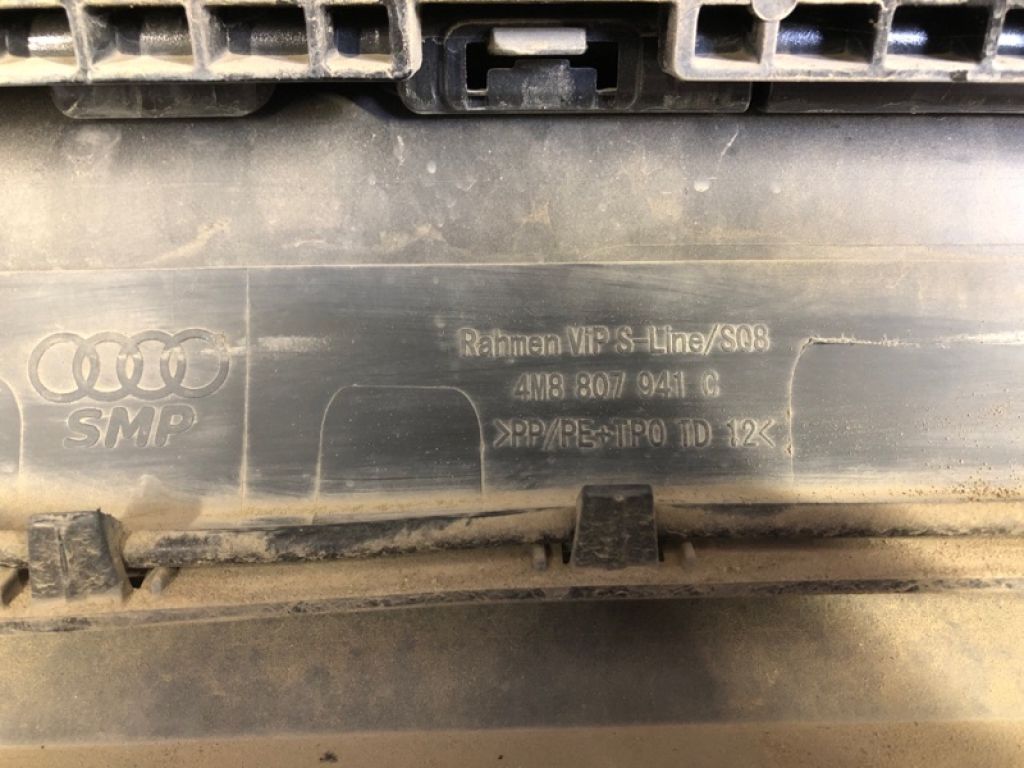 SMP
Rahmen ViP S-Line/SQ8
4M8 807 941 C
>PP/PE+TPO TD 12<